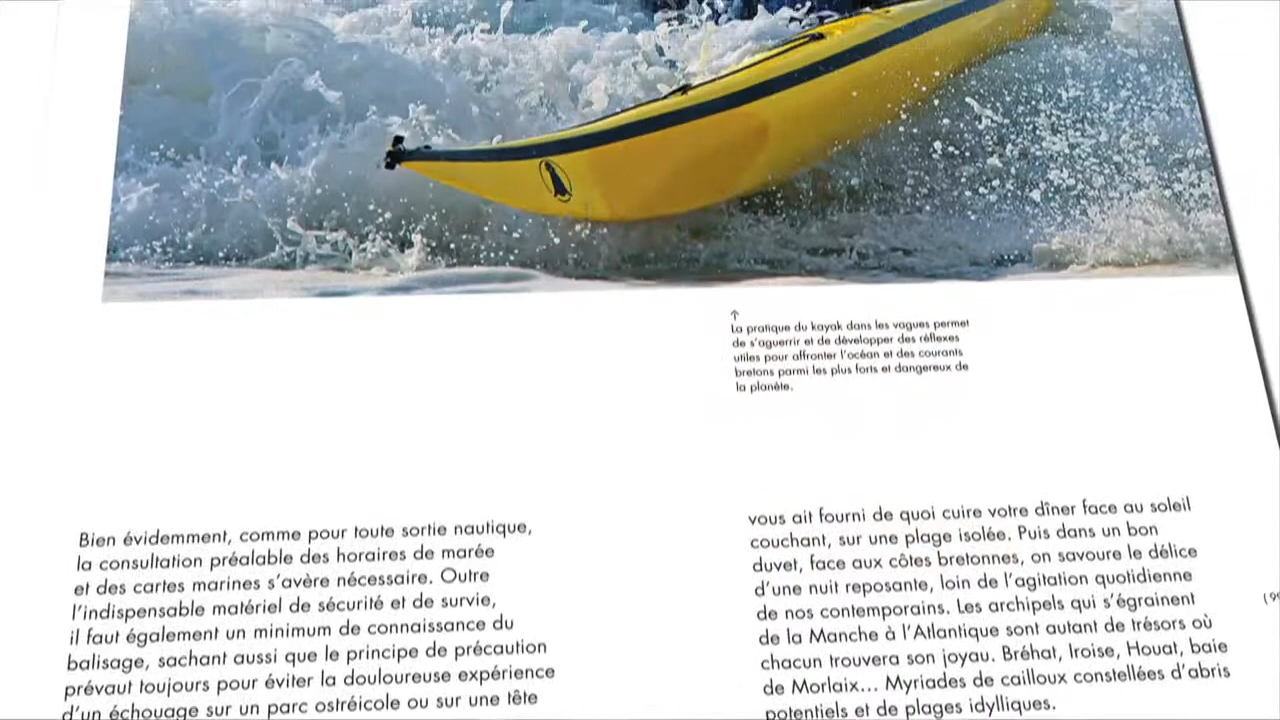 ↑
La pratique du kayak dans les vagues permet
de s'aguerrir et de développer des réflexes
utiles pour affronter l'océan et des courants
bretons parmi les plus forts et dangereux de
la planète.
Bien évidemment, comme pour toute sortie nautique,
la consultation préalable des horaires de marée
et des cartes marines s'avère nécessaire. Outre
l'indispensable matériel de sécurité et de survie,
il faut également un minimum de connaissance du
balisage, sachant aussi que le principe de précaution
prévaut toujours pour éviter la douloureuse expérience
d'un échouage sur un parc ostréicole ou sur une tête
vous ait fourni de quoi cuire votre dîner face au soleil
couchant, sur une plage isolée. Puis dans un bon
duvet, face aux côtes bretonnes, on savoure le délice
d'une nuit reposante, loin de l'agitation quotidienne
de nos contemporains. Les archipels qui s'égrainent
de la Manche à l'Atlantique sont autant de trésors où
chacun trouvera son joyau. Bréhat, Iroise, Houat, baie
de Morlaix... Myriades de cailloux constellées d'abris
potentiels et de plages idylliques.